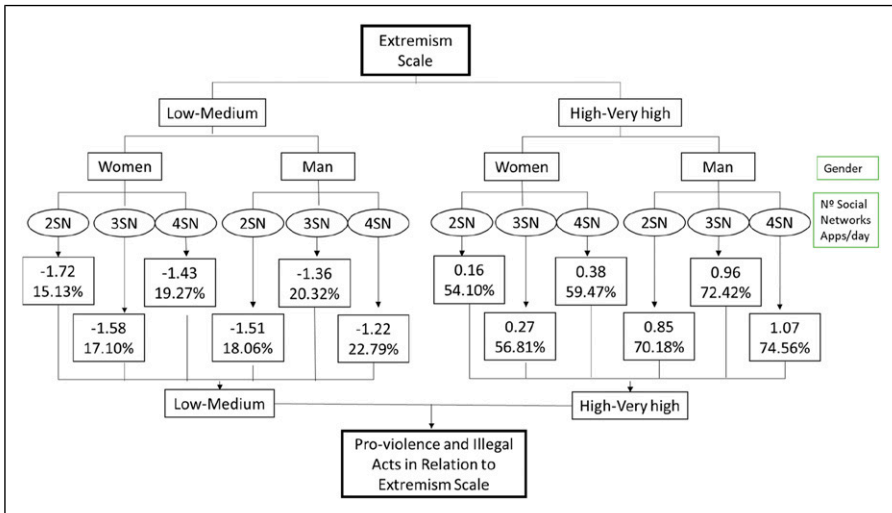 Extremism
Scale
Low-Medium
High-Very high
Women
Man
Women
Man
Gender
2SN
3SN
4SN
2SN
3SN
4SN
2SN
3SN
4SN
2SN
3SN
4SN
Nº Social
Networks
Apps/day
-1.72
15.13%
-1.43
19.27%
-1.36
20.32%
0.16
54.10%
0.38
59.47%
0.96
72.42%
-1.58
17.10%
-1.51
18.06%
-1.22
22.79%
0.27
56.81%
0.85
70.18%
1.07
74.56%
Low-Medium
High-Very high
Pro-violence and Illegal
Acts in Relation to
Extremism Scale